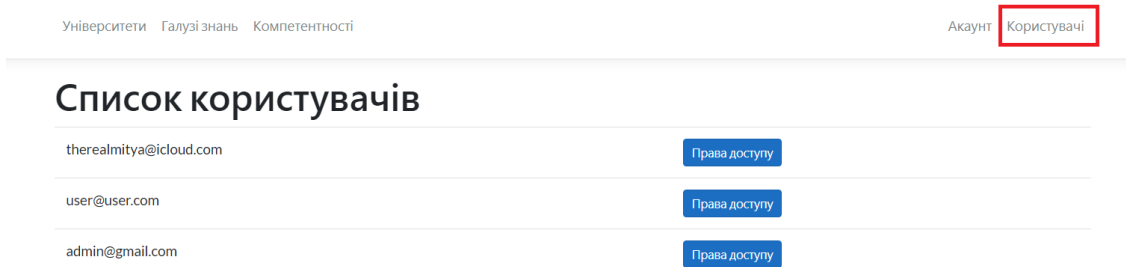 Університети Галузі знань Компетентності Акаунт Користувачі
Список користувачів
therealmitya@icloud.com Права доступу
user@user.com Права доступу
admin@gmail.com Права доступу